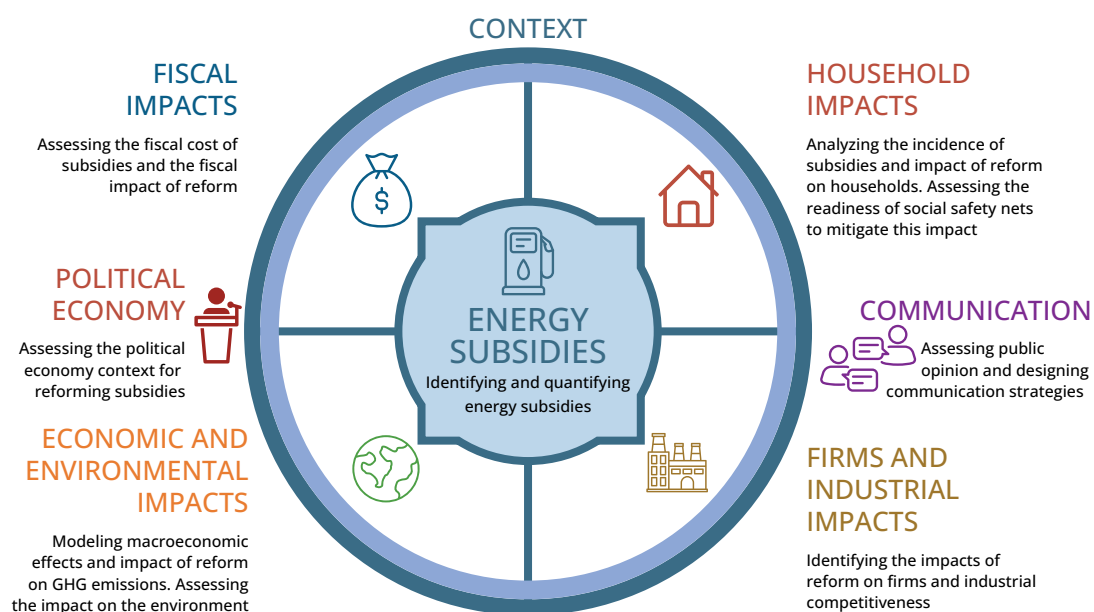 CONTEXT
FISCAL
IMPACTS
Assessing the fiscal cost of
subsidies and the fiscal
impact of reform
HOUSEHOLD
IMPACTS
Analyzing the incidence of
subsidies and impact of reform
on households. Assessing the
readiness of social safety nets
to mitigate this impact
$
POLITICAL
ECONOMY
Assessing the political
economy context for
reforming subsidies
ENERGY
SUBSIDIES
Identifying and quantifying
energy subsidies
COMMUNICATION
Assessing public
opinion and designing
communication strategies
ECONOMIC AND
ENVIRONMENTAL
IMPACTS
Modeling macroeconomic
effects and impact of reform
on GHG emissions. Assessing
the impact on the environment
FIRMS AND
INDUSTRIAL
IMPACTS
Identifying the impacts of
reform on firms and industrial
competitiveness